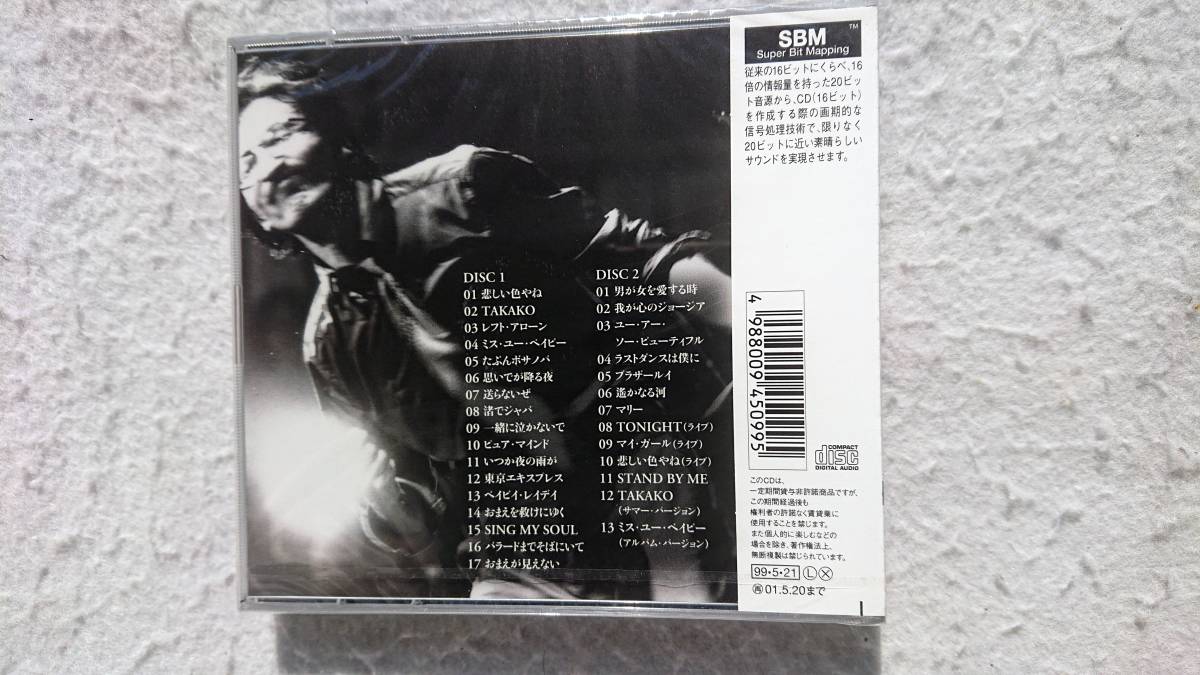 SBM™
Super Bit Mapping
従来の16ビットにくらべ、16
倍の情報量を持った20ビッ
ト音源から、CD(16ビット)
を作成する際の画期的な
信号処理技術で、限りなく
20ビットに近い素晴らしい
サウンドを実現させます。
DISC 1
01 悲しい色やね
02 TAKAKO
03 レフト・アローン
04 ミス・ユー・ベイビー
05 たぶんボサノバ
06 思いでが降る夜
07 送らないぜ
08 渚でジャバ
09 一緒に泣かないで
10 ピュア・マインド
11 いつか夜の雨が
12 東京エキスプレス
13 ベイビイ・レイデイ
14 おまえを救けにゆく
15 SING MY SOUL
16 バラードまでそばにいて
17 おまえが見えない
DISC 2
01 男が女を愛する時
02 我が心のジョージア
03 ユー・アー・
ソー・ビューティフル
04 ラストダンスは僕に
05 ブラザールイ
06 遙かなる河
07 マリー
08 TONIGHT(ライブ)
09 マイ・ガール(ライブ)
10 悲しい色やね(ライブ)
11 STAND BY ME
12 TAKAKO
(サマー・バージョン)
13 ミス・ユー・ベイビー
(アルバム・バージョン)
4 988009 450995
COMPACT
disc
DIGITAL AUDIO
このCDは、
一定期間貸与非許諾商品ですが、
この期間経過後も
権利者の許諾なく賃貸業に
使用することを禁じます。
また個人的に楽しむなどの
場合を除き、著作権法上、
無断複製は禁じられています。
99・5・21 Ⓛ Ⓧ
㊣01.5.20まで